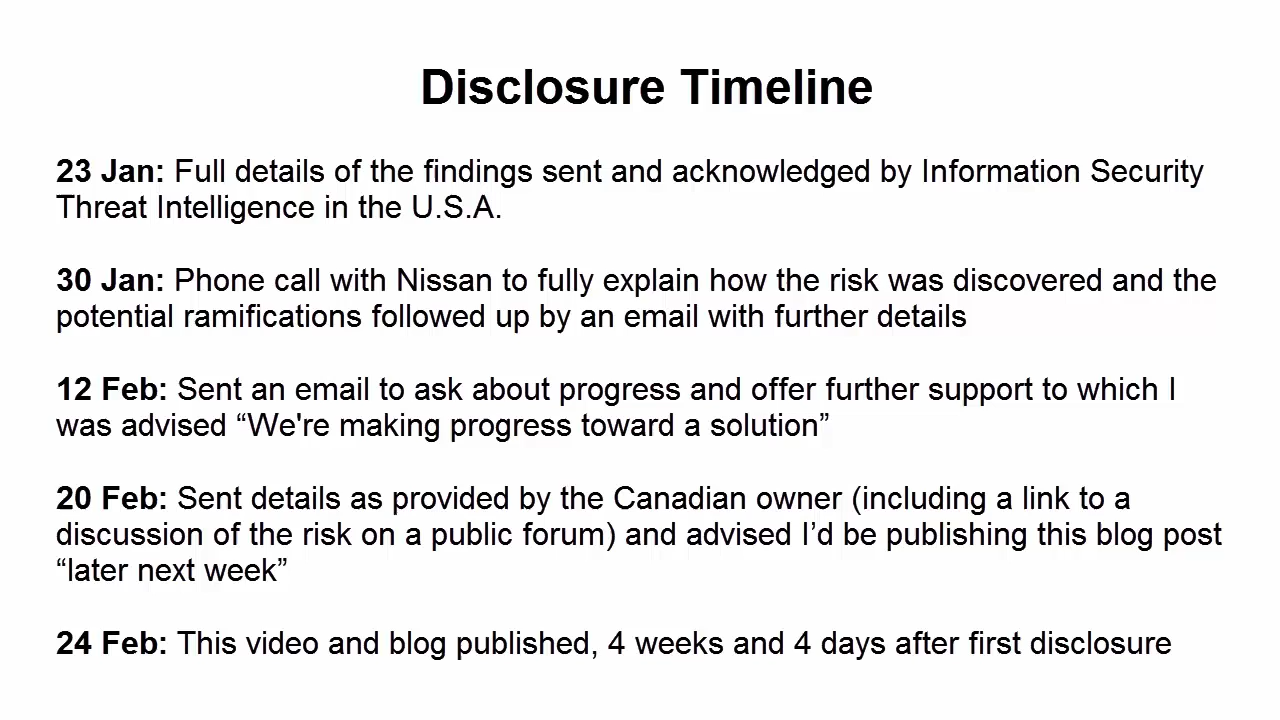 Disclosure Timeline
23 Jan: Full details of the findings sent and acknowledged by Information Security
Threat Intelligence in the U.S.A.
30 Jan: Phone call with Nissan to fully explain how the risk was discovered and the
potential ramifications followed up by an email with further details
12 Feb: Sent an email to ask about progress and offer further support to which I
was advised “We're making progress toward a solution”
20 Feb: Sent details as provided by the Canadian owner (including a link to a
discussion of the risk on a public forum) and advised I’d be publishing this blog post
“later next week”
24 Feb: This video and blog published, 4 weeks and 4 days after first disclosure